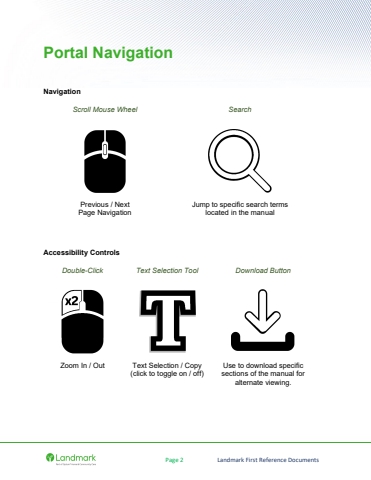 Portal Navigation
Navigation
Scroll Mouse Wheel
Search
Previous / Next
Page Navigation
Jump to specific search terms
located in the manual
Accessibility Controls
Double-Click
Text Selection Tool
Download Button
x2
T
Zoom In / Out
Text Selection / Copy
(click to toggle on / off)
Use to download specific
sections of the manual for
alternate viewing.
Landmark
Page 2
Landmark First Reference Documents